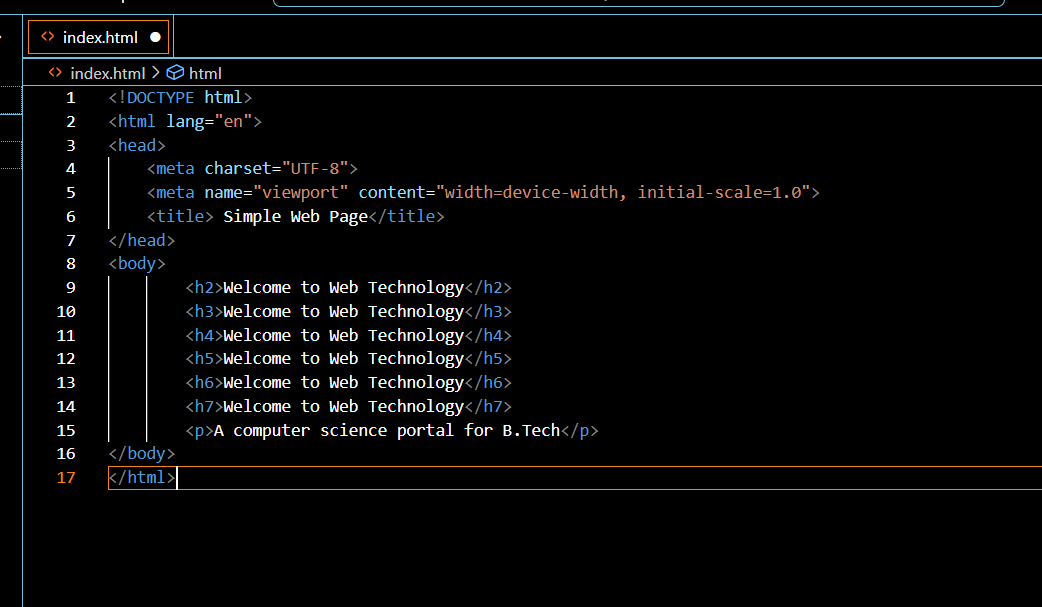 index.html
index.html > html
1 <!DOCTYPE html>
2 <html lang="en">
3 <head>
4     <meta charset="UTF-8">
5     <meta name="viewport" content="width=device-width, initial-scale=1.0">
6     <title> Simple Web Page</title>
7 </head>
8 <body>
9         <h2>Welcome to Web Technology</h2>
10         <h3>Welcome to Web Technology</h3>
11         <h4>Welcome to Web Technology</h4>
12         <h5>Welcome to Web Technology</h5>
13         <h6>Welcome to Web Technology</h6>
14         <h7>Welcome to Web Technology</h7>
15         <p>A computer science portal for B.Tech</p>
16 </body>
17 </html>